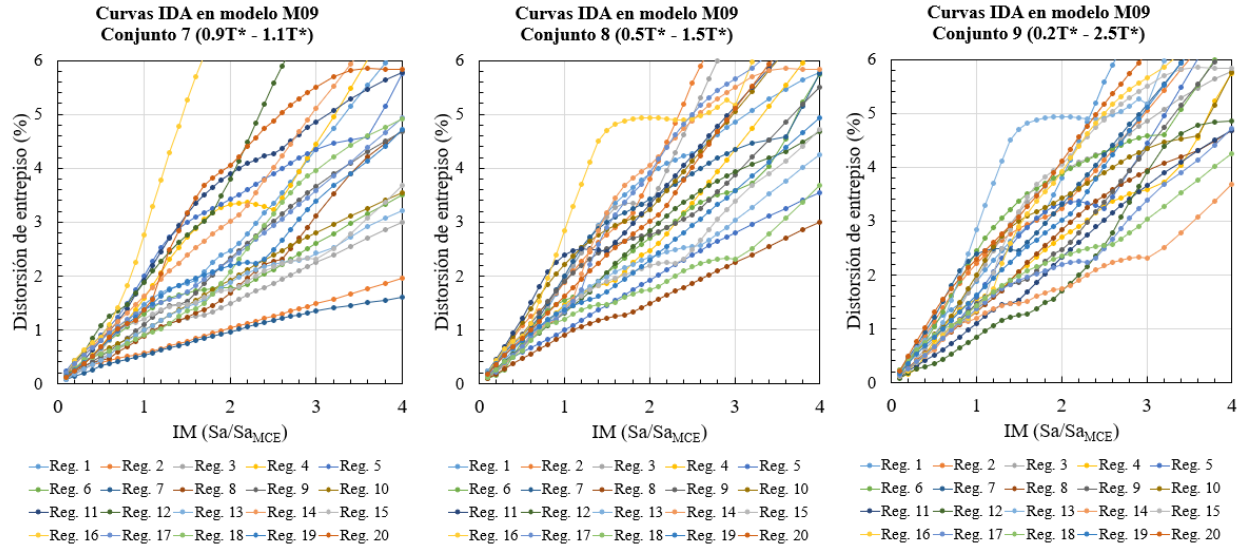 Curvas IDA en modelo M09
Conjunto 7 (0.9T* - 1.1T*)
Distorsión de entrepiso (%)
6
5
4
3
2
1
0
0 1 2 3 4
IM (Sa/SaMCE)
Reg. 1 Reg. 2 Reg. 3 Reg. 4 Reg. 5
Reg. 6 Reg. 7 Reg. 8 Reg. 9 Reg. 10
Reg. 11 Reg. 12 Reg. 13 Reg. 14 Reg. 15
Reg. 16 Reg. 17 Reg. 18 Reg. 19 Reg. 20
Curvas IDA en modelo M09
Conjunto 8 (0.5T* - 1.5T*)
Distorsión de entrepiso (%)
6
5
4
3
2
1
0
0 1 2 3 4
IM (Sa/SaMCE)
Reg. 1 Reg. 2 Reg. 3 Reg. 4 Reg. 5
Reg. 6 Reg. 7 Reg. 8 Reg. 9 Reg. 10
Reg. 11 Reg. 12 Reg. 13 Reg. 14 Reg. 15
Reg. 16 Reg. 17 Reg. 18 Reg. 19 Reg. 20
Curvas IDA en modelo M09
Conjunto 9 (0.2T* - 2.5T*)
Distorsión de entrepiso (%)
6
5
4
3
2
1
0
0 1 2 3 4
IM (Sa/SaMCE)
Reg. 1 Reg. 2 Reg. 3 Reg. 4 Reg. 5
Reg. 6 Reg. 7 Reg. 8 Reg. 9 Reg. 10
Reg. 11 Reg. 12 Reg. 13 Reg. 14 Reg. 15
Reg. 16 Reg. 17 Reg. 18 Reg. 19 Reg. 20